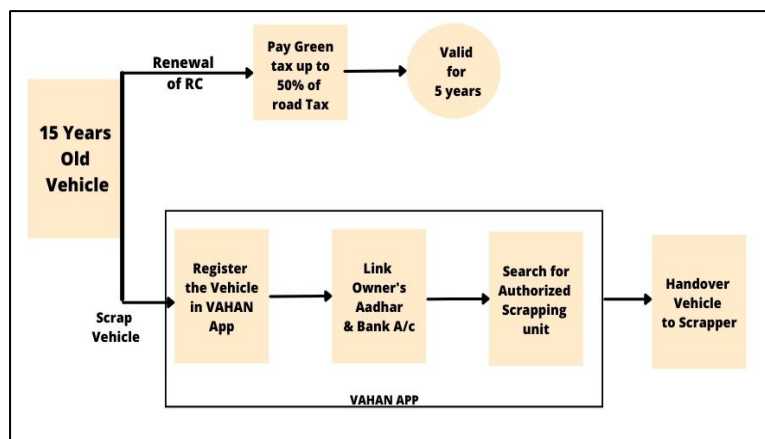 15 Years
Old
Vehicle
Renewal
of RC
Pay Green
tax up to
50% of
road Tax
Valid
for
5 years
Scrap
Vehicle
Register
the Vehicle
in VAHAN
App
Link
Owner's
Aadhar
& Bank A/c
Search for
Authorized
Scrapping
unit
VAHAN APP
Handover
Vehicle
to Scrapper